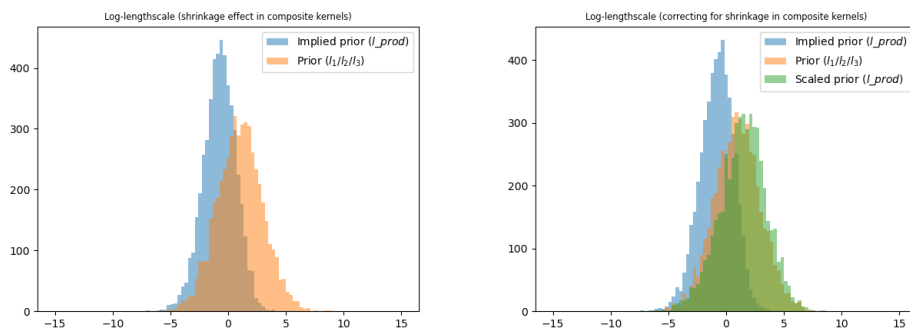 Log-lengthscale (shrinkage effect in composite kernels)
Implied prior (l_prod)
Prior (l₁/l₂/l₃)
400
300
200
100
0
−15 −10 −5 0 5 10 15
Log-lengthscale (correcting for shrinkage in composite kernels)
Implied prior (l_prod)
Prior (l₁/l₂/l₃)
Scaled prior (l_prod)
400
300
200
100
0
−15 −10 −5 0 5 10 15